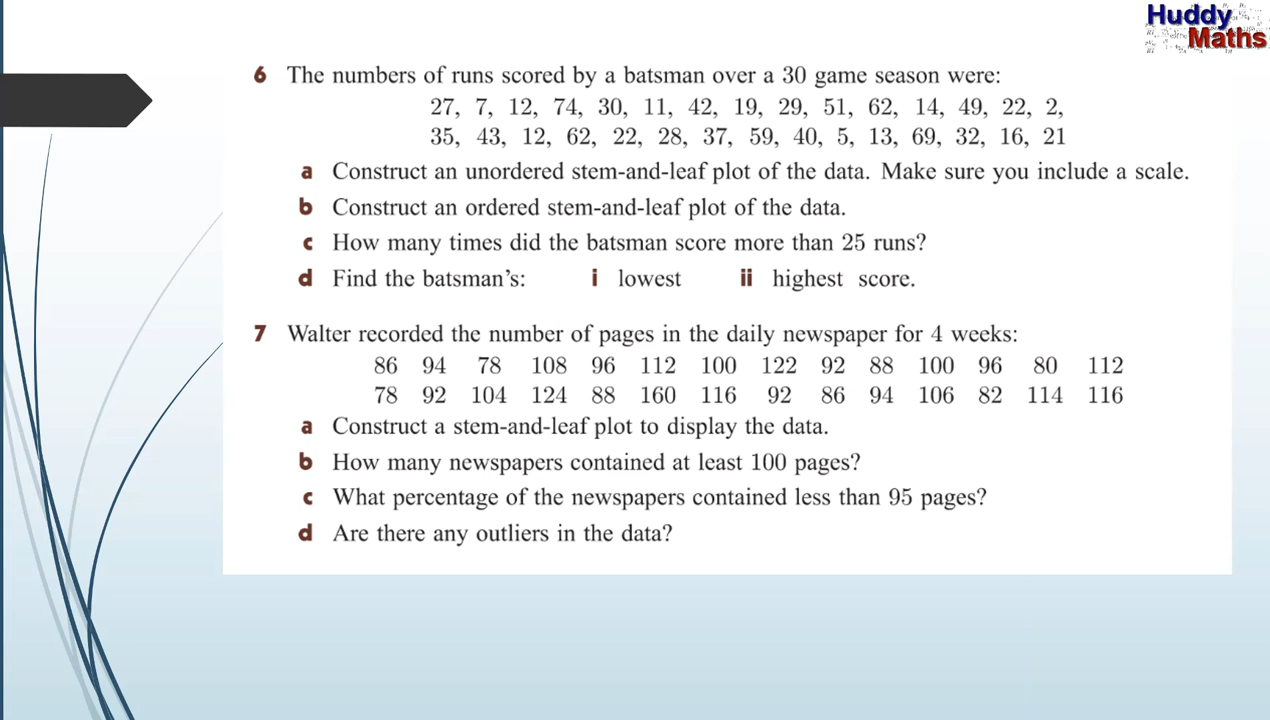 Huddy
Maths
6 The numbers of runs scored by a batsman over a 30 game season were:
27, 7, 12, 74, 30, 11, 42, 19, 29, 51, 62, 14, 49, 22, 2,
35, 43, 12, 62, 22, 28, 37, 59, 40, 5, 13, 69, 32, 16, 21
a Construct an unordered stem-and-leaf plot of the data. Make sure you include a scale.
b Construct an ordered stem-and-leaf plot of the data.
c How many times did the batsman score more than 25 runs?
d Find the batsman's: i lowest ii highest score.
7 Walter recorded the number of pages in the daily newspaper for 4 weeks:
86 94 78 108 96 112 100 122 92 88 100 96 80 112
78 92 104 124 88 160 116 92 86 94 106 82 114 116
a Construct a stem-and-leaf plot to display the data.
b How many newspapers contained at least 100 pages?
c What percentage of the newspapers contained less than 95 pages?
d Are there any outliers in the data?